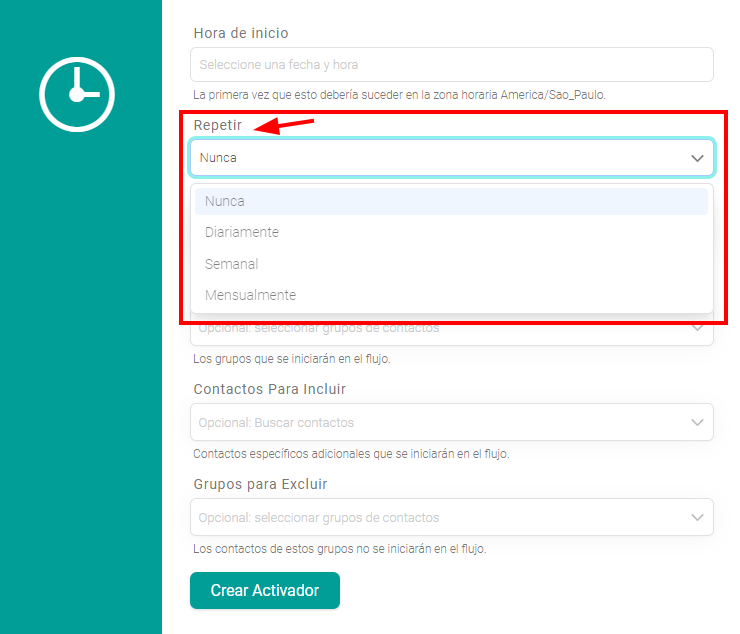 Hora de inicio
Seleccione una fecha y hora
La primera vez que esto debería suceder en la zona horaria America/Sao_Paulo.
Repetir
Nunca
Nunca
Diariamente
Semanal
Mensualmente
Opcional: seleccionar grupos de contactos
Los grupos que se iniciarán en el flujo.
Contactos Para Incluir
Opcional: Buscar contactos
Contactos específicos adicionales que se iniciarán en el flujo.
Grupos para Excluir
Opcional: seleccionar grupos de contactos
Los contactos de estos grupos no se iniciarán en el flujo.
Crear Activador